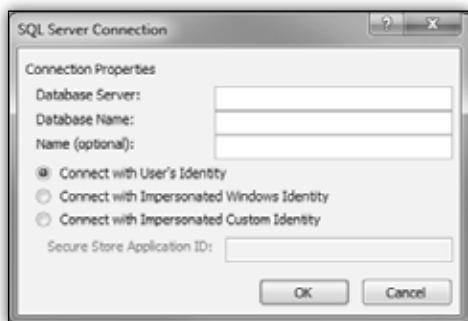 SQL Server Connection
Connection Properties
Database Server:
Database Name:
Name (optional):
Connect with User's Identity
Connect with Impersonated Windows Identity
Connect with Impersonated Custom Identity
Secure Store Application ID:
OK Cancel